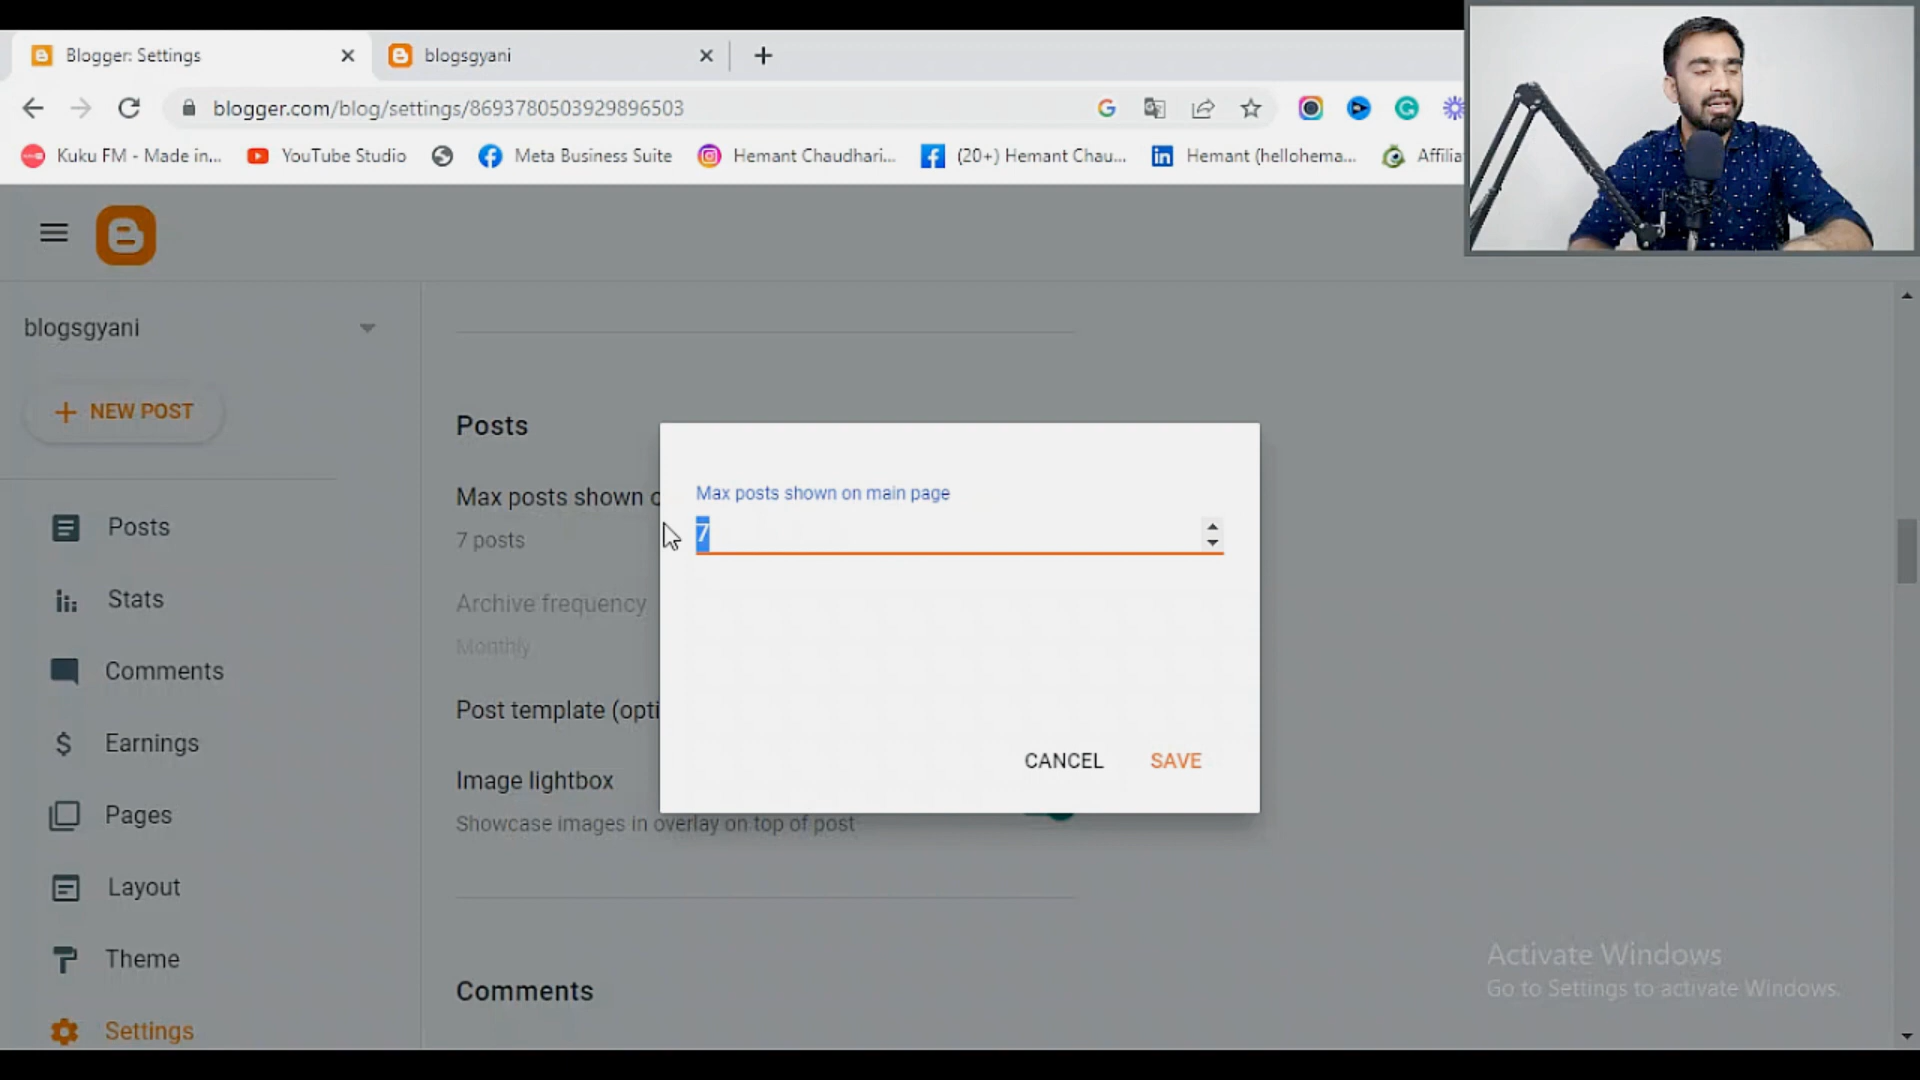 Blogger: Settings
blogsgyani
blogger.com/blog/settings/8693780503929896503
Kuku FM - Made in...
YouTube Studio
Meta Business Suite
Hemant Chaudhari...
(20+) Hemant Chau...
Hemant (hellohema...
Affilia
blogsgyani
NEW POST
Posts
Stats
Comments
Earnings
Pages
Layout
Theme
Settings
Posts
Max posts shown o
7 posts
Archive frequency
Monthly
Post template (opti
Image lightbox
Showcase images in overlay on top of post
Comments
Max posts shown on main page
7
CANCEL
SAVE
Activate Windows
Go to Settings to activate Windows.